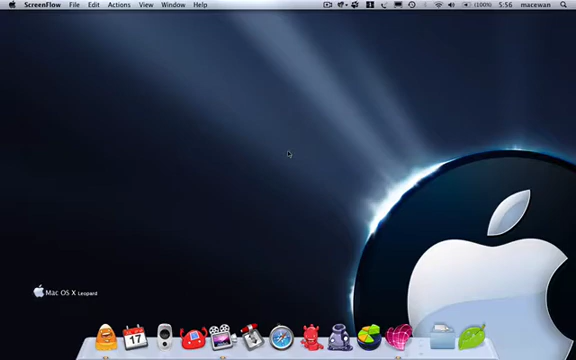 ScreenFlow File Edit Actions View Window Help (100%) 5:56 macewan
Mac OS X Leopard
17